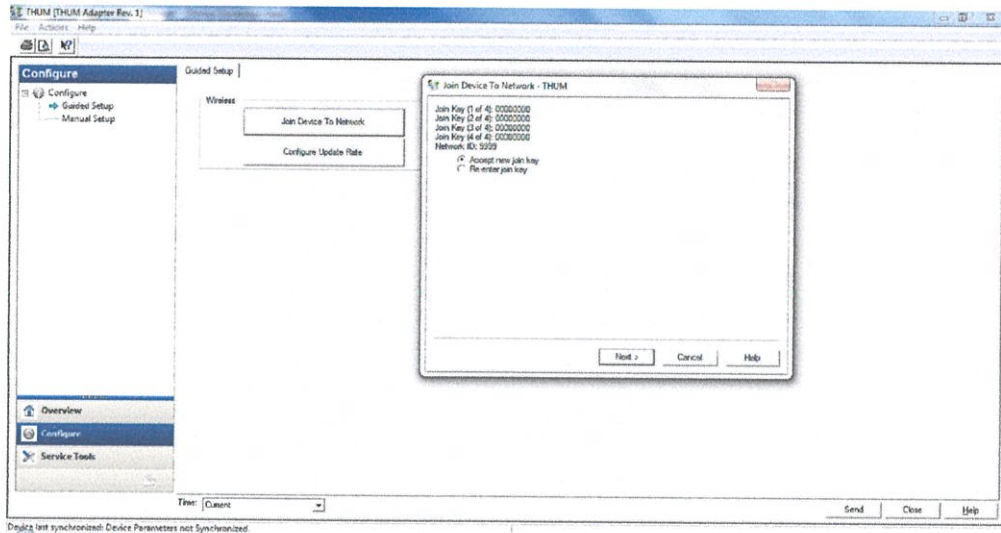 THUM [THUM Adapter Rev. 1]
File Actions Help
Configure
Configure
Guided Setup
Manual Setup
Overview
Configure
Service Tools
Guided Setup
Wireless
Join Device To Network
Configure Update Rate
Join Device To Network - THUM
Join Key (1 of 4): 00000000
Join Key (2 of 4): 00000000
Join Key (3 of 4): 00000000
Join Key (4 of 4): 00000000
Network ID: 9999
Accept new join key
Re-enter join key
Next > Cancel Help
Time: Current
Send Close Help
Device last synchronized: Device Parameters not Synchronized.